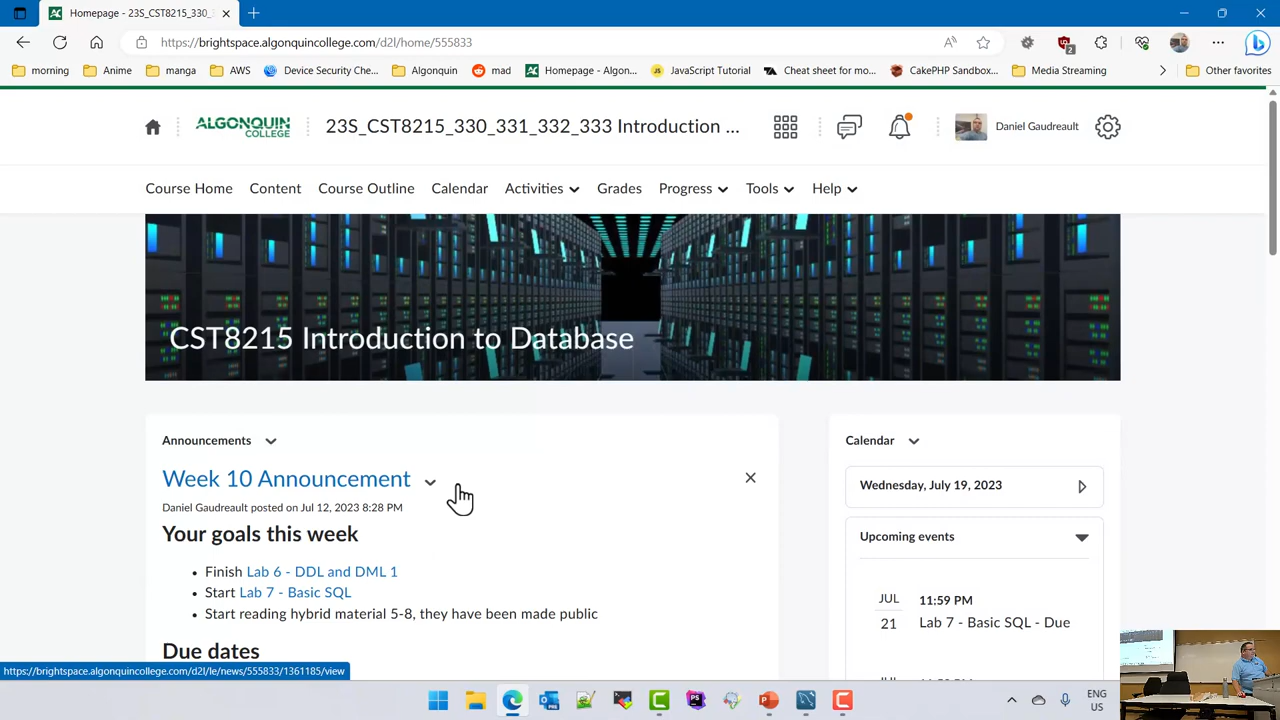 Homepage - 23S_CST8215_330_
https://brightspace.algonquincollege.com/d2l/home/555833
2
morning
Anime
manga
AWS
Device Security Che...
Algonquin
mad
Homepage - Algon...
JavaScript Tutorial
Cheat sheet for mo...
CakePHP Sandbox...
Media Streaming
Other favorites
ALGONQUIN
COLLEGE
23S_CST8215_330_331_332_333 Introduction ...
Daniel Gaudreault
Course Home
Content
Course Outline
Calendar
Activities
Grades
Progress
Tools
Help
CST8215 Introduction to Database
Announcements
Week 10 Announcement
Daniel Gaudreault posted on Jul 12, 2023 8:28 PM
Your goals this week
• Finish Lab 6 - DDL and DML 1
• Start Lab 7 - Basic SQL
• Start reading hybrid material 5-8, they have been made public
Due dates
Calendar
Wednesday, July 19, 2023
Upcoming events
JUL
21
11:59 PM
Lab 7 - Basic SQL - Due
https://brightspace.algonquincollege.com/d2l/le/news/555833/1361185/view
ENG
US